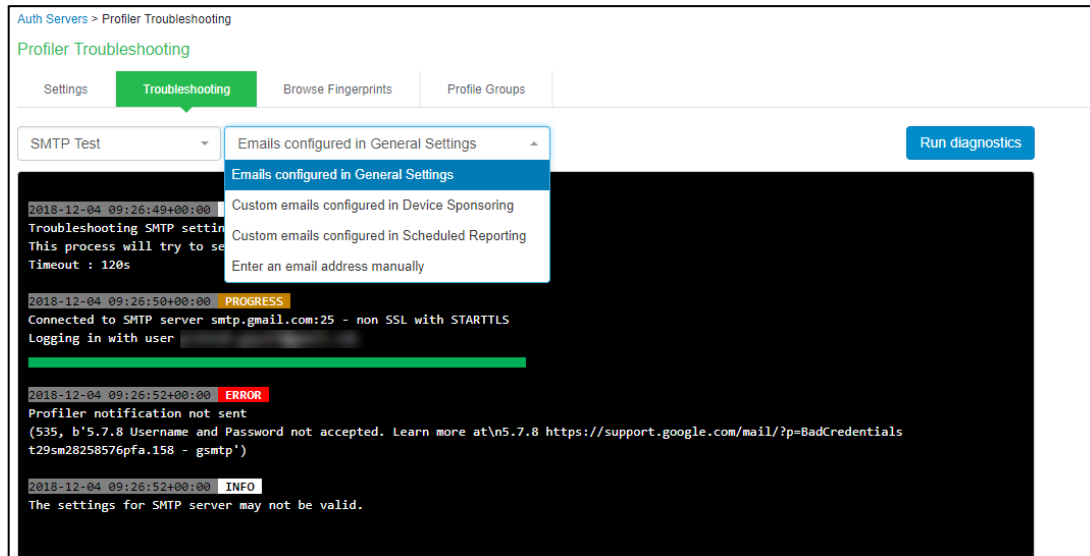 Auth Servers > Profiler Troubleshooting
Profiler Troubleshooting
Settings
Troubleshooting
Browse Fingerprints
Profile Groups
SMTP Test
Emails configured in General Settings
Run diagnostics
Emails configured in General Settings
Custom emails configured in Device Sponsoring
Custom emails configured in Scheduled Reporting
Enter an email address manually
2018-12-04 09:26:49+00:00
Troubleshooting SMTP settin
This process will try to se
Timeout : 120s
2018-12-04 09:26:50+00:00 PROGRESS
Connected to SMTP server smtp.gmail.com:25 - non SSL with STARTTLS
Logging in with user
2018-12-04 09:26:52+00:00 ERROR
Profiler notification not sent
(535, b'5.7.8 Username and Password not accepted. Learn more at\n5.7.8 https://support.google.com/mail/?p=BadCredentials
t29sm28258576pfa.158 - gsmtp')
2018-12-04 09:26:52+00:00 INFO
The settings for SMTP server may not be valid.